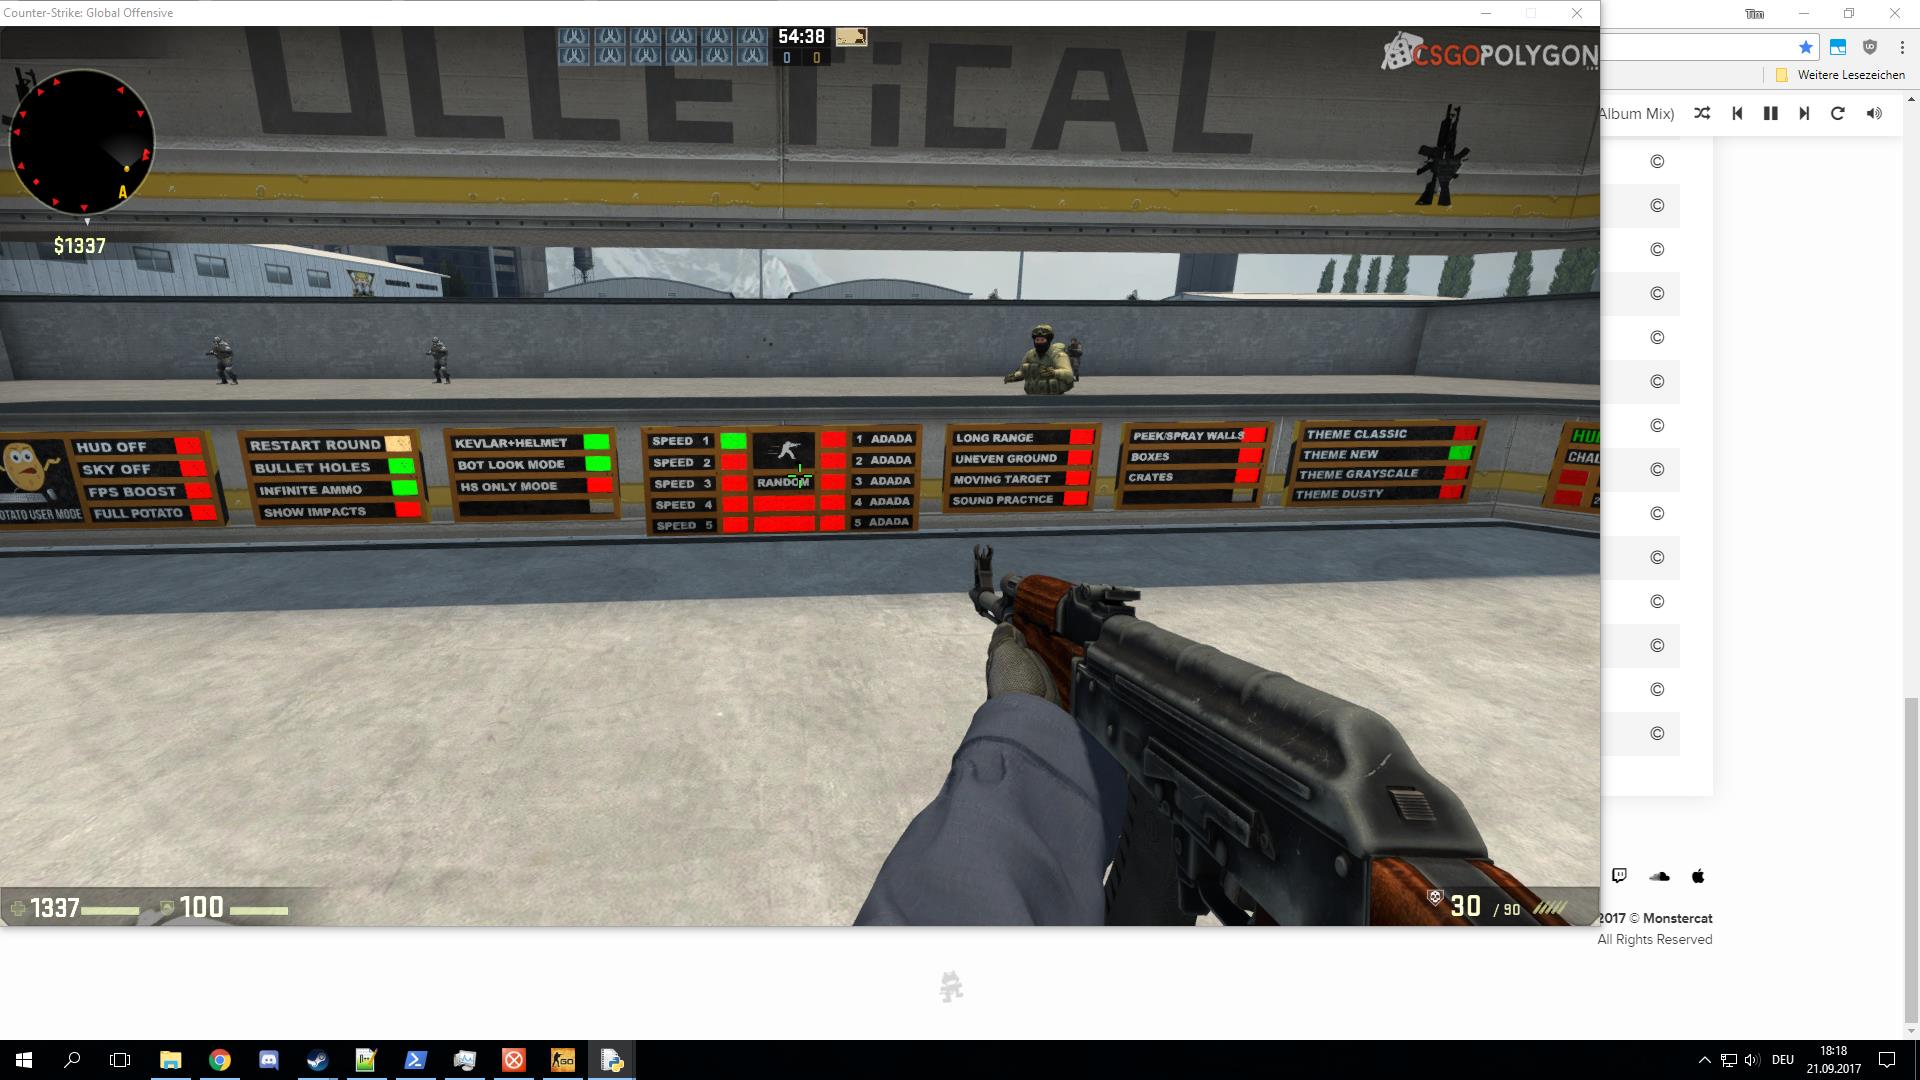 Counter-Strike: Global Offensive
Tim
Weitere Lesezeichen
Album Mix)
54:38
0 0
CSGOPOLYGON
A
$1337
HUD OFF
SKY OFF
FPS BOOST
FULL POTATO
POTATO USER MODE
RESTART ROUND
BULLET HOLES
INFINITE AMMO
SHOW IMPACTS
KEVLAR+HELMET
BOT LOOK MODE
HS ONLY MODE
SPEED 1
SPEED 2
SPEED 3
SPEED 4
SPEED 5
RANDOM
1 ADADA
2 ADADA
3 ADADA
4 ADADA
5 ADADA
LONG RANGE
UNEVEN GROUND
MOVING TARGET
SOUND PRACTICE
PEEK/SPRAY WALLS
BOXES
CRATES
THEME CLASSIC
THEME NEW
THEME GRAYSCALE
THEME DUSTY
1337
100
30 / 90
2017 © Monstercat
All Rights Reserved
DEU
18:18
21.09.2017